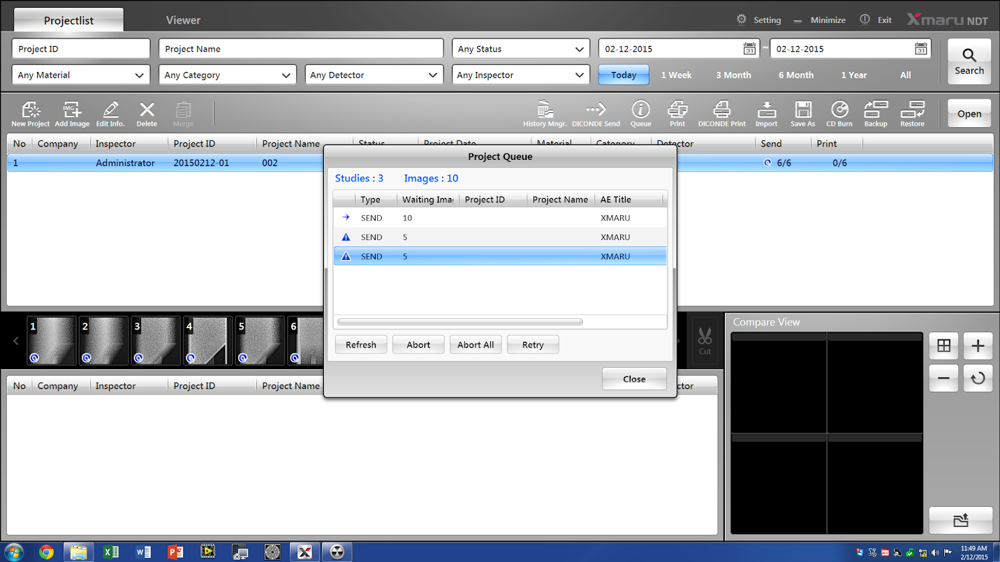 Projectlist Viewer Setting Minimize Exit Xmaru NDT
Project ID Project Name Any Status 02-12-2015 31 ~ 02-12-2015 31
Search
Any Material Any Category Any Detector Any Inspector Today 1 Week 3 Month 6 Month 1 Year All
IMG
New Project Add Image Edit Info. Delete Merge History Mngr. DICONDE Send Queue Print DICONDE Print Import Save As CD Burn Backup Restore Open
No Company Inspector Project ID Project Name Status Project Date Material Category Detector Send Print
1 Administrator 20150212-01 002 6/6 0/6
Project Queue
Studies : 3 Images : 10
Type Waiting Imag Project ID Project Name AE Title
SEND 10 XMARU
SEND 5 XMARU
SEND 5 XMARU
Refresh Abort Abort All Retry
Close
1 2 3 4 5 6
Cut
Compare View
No Company Inspector Project ID Project Name ctor
11:49 AM
2/12/2015